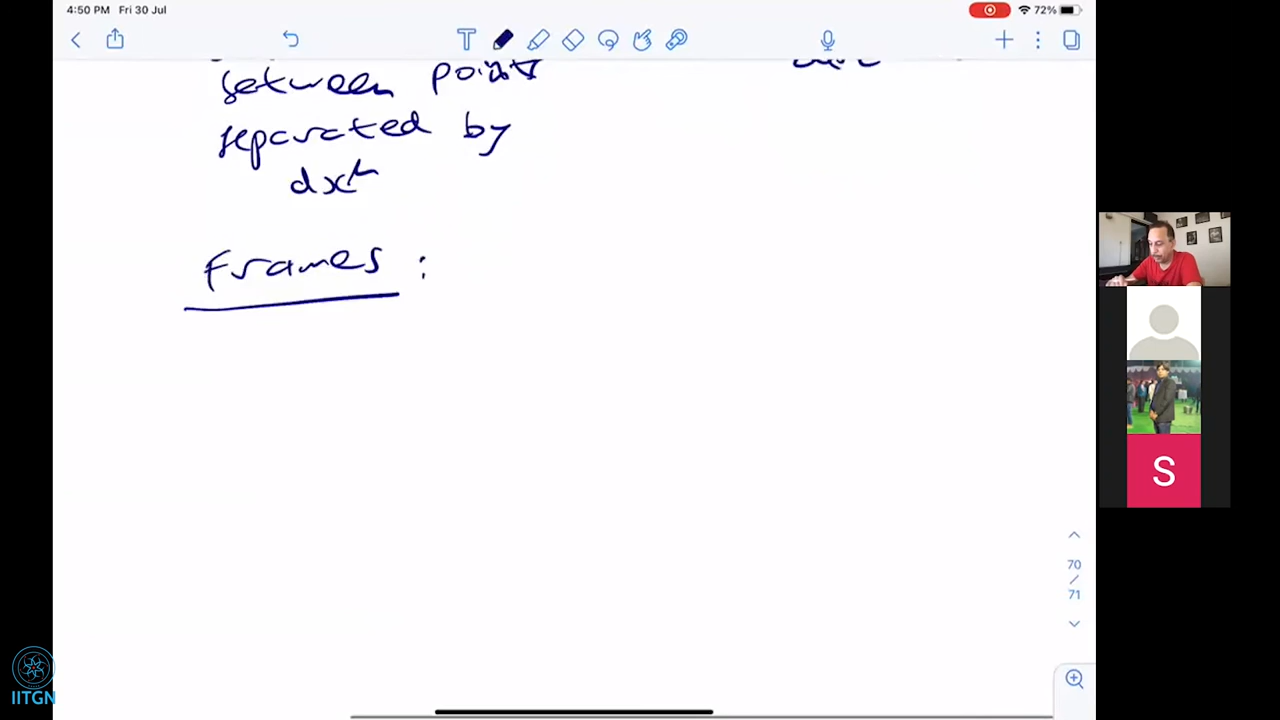 4:50 PM Fri 30 Jul
72%
between points
separated by
dx^μ
Frames :
70
/
71
S
IITGN